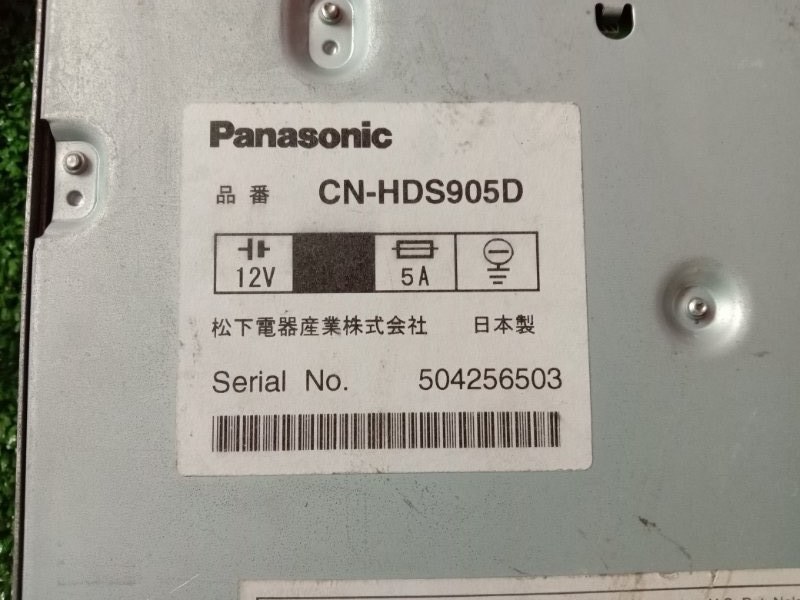 Panasonic
品番 CN-HDS905D
12V 5A
松下電器産業株式会社 日本製
Serial No. 504256503